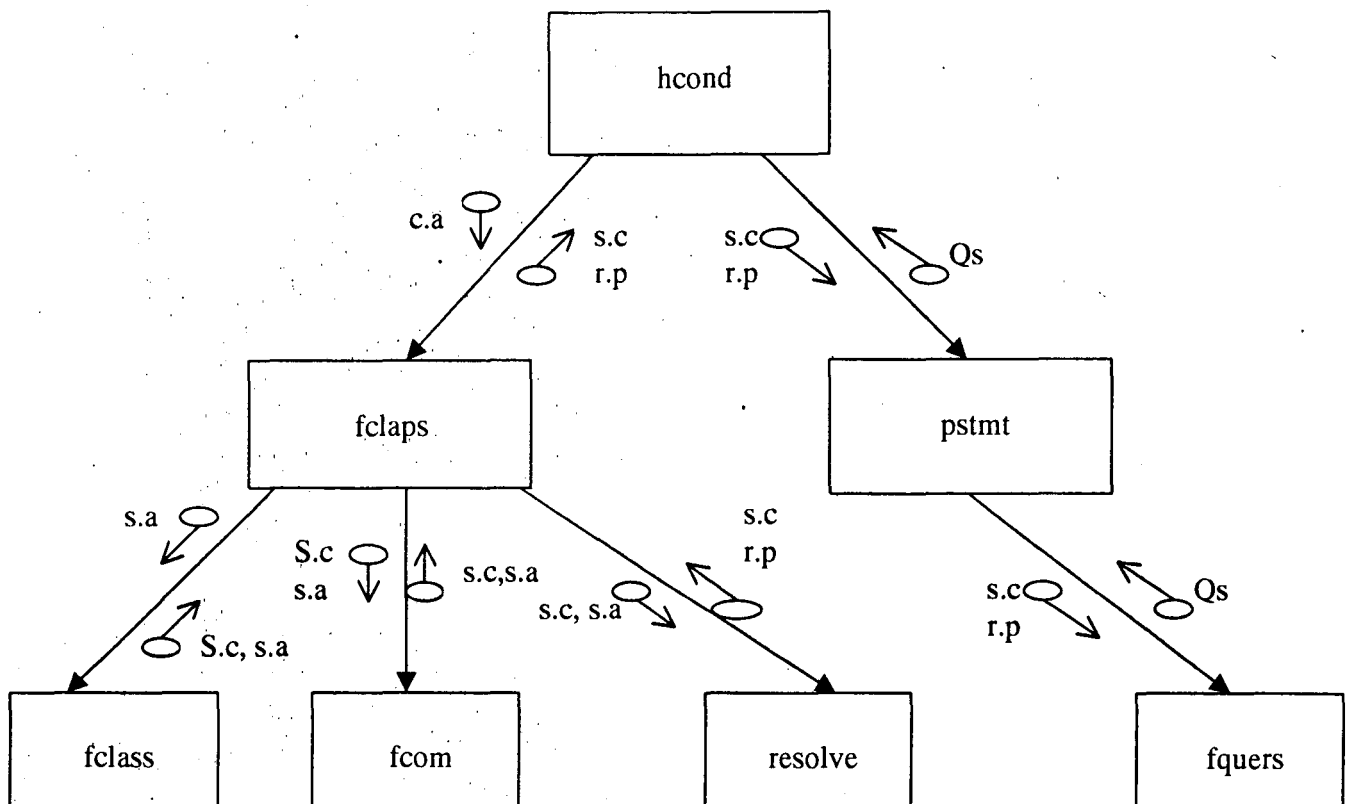 hcond
c.a
s.c
r.p
s.c
r.p
Qs
fclaps
pstmt
s.a
S.c, s.a
S.c
s.a
s.c,s.a
s.c, s.a
s.c
r.p
s.c
r.p
Qs
fclass
fcom
resolve
fquers